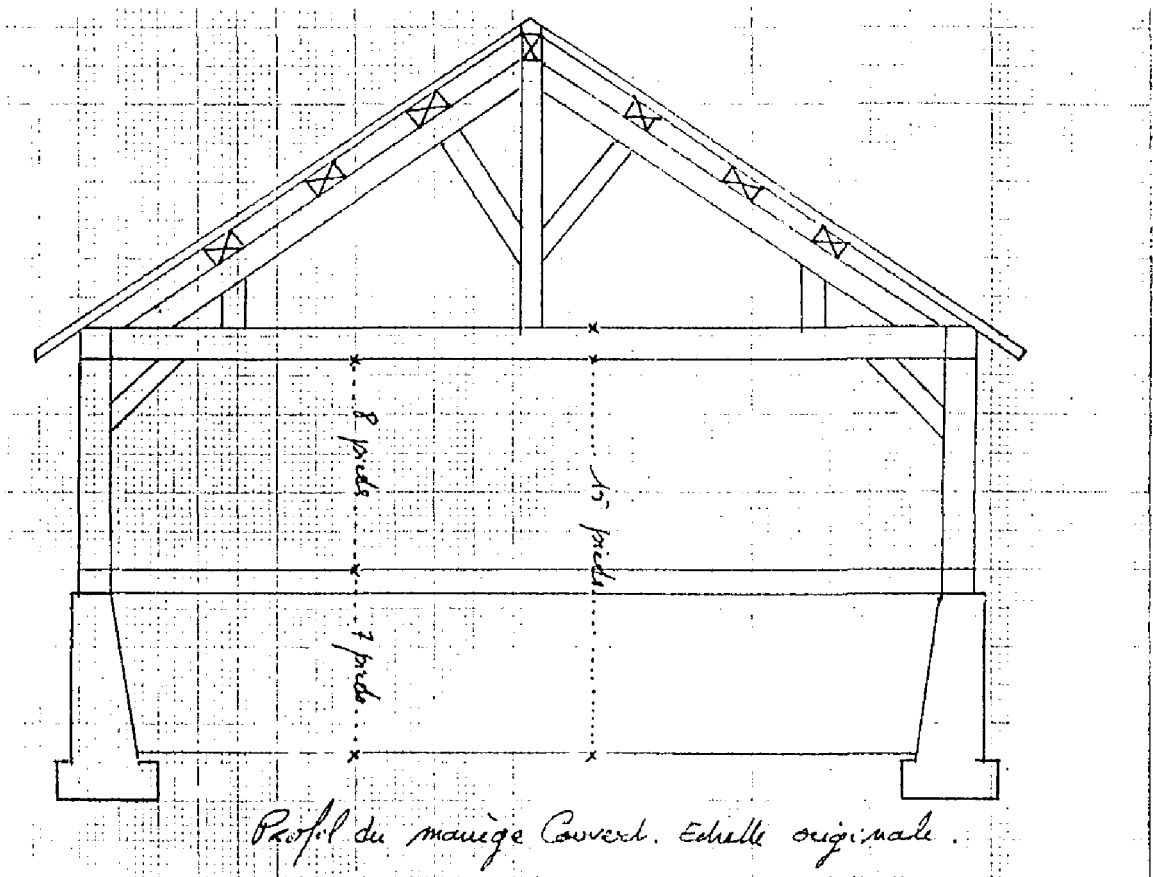 8 pieds
15 pieds
7 pieds
Profil du manège Couvert. Echelle originale.